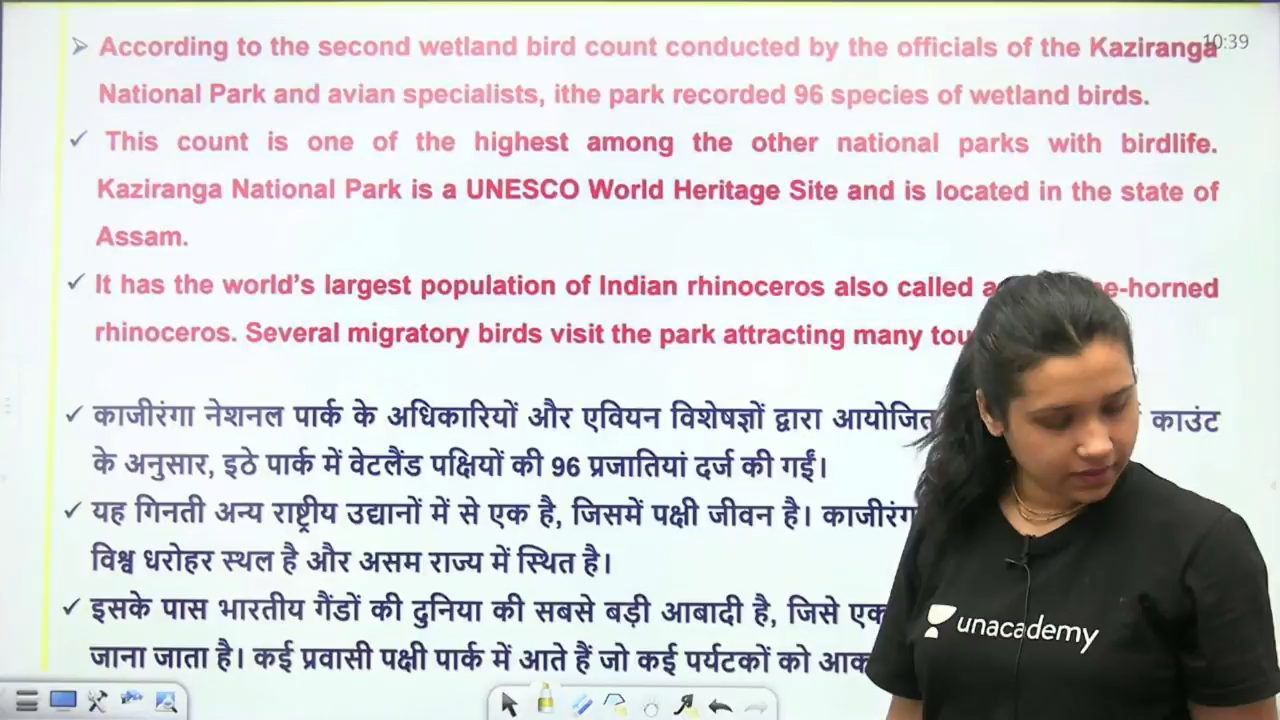 10:39
➢ According to the second wetland bird count conducted by the officials of the Kaziranga
National Park and avian specialists, ithe park recorded 96 species of wetland birds.
✓ This count is one of the highest among the other national parks with birdlife.
Kaziranga National Park is a UNESCO World Heritage Site and is located in the state of
Assam.
✓ It has the world's largest population of Indian rhinoceros also called
rhinoceros. Several migratory birds visit the park attracting many
✓ काजीरंगा नेशनल पार्क के अधिकारियों और एवियन विशेषज्ञों द्वारा आयोजित काउंट
के अनुसार, इठे पार्क में वेटलैंड पक्षियों की 96 प्रजातियां दर्ज की गईं।
✓ यह गिनती अन्य राष्ट्रीय उद्यानों में से एक है, जिसमें पक्षी जीवन है।
विश्व धरोहर स्थल है और असम राज्य में स्थित है।
✓ इसके पास भारतीय गैंडों की दुनिया की सबसे बड़ी आबादी है, जिसे एक
जाना जाता है। कई प्रवासी पक्षी पार्क में आते हैं जो कई पर्यटकों को
unacademy